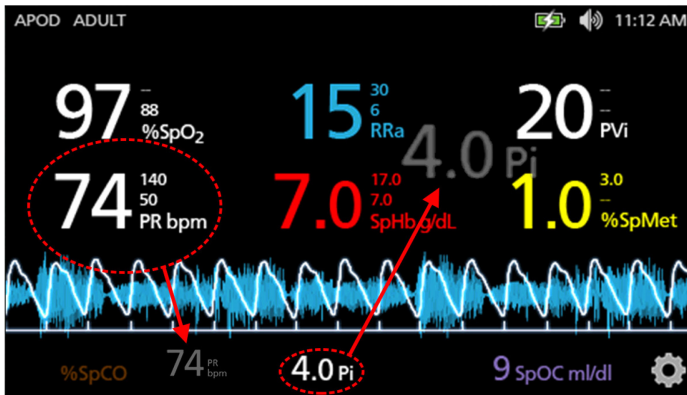 APOD ADULT 11:12 AM
97 -- 88 %SpO2
15 30 6 RRa
20 -- -- PVi
4.0 Pi
74 140 50 PR bpm
7.0 17.0 7.0 SpHb g/dL
1.0 3.0 -- %SpMet
%SpCO 74 PR bpm 4.0 Pi 9 SpOC ml/dl